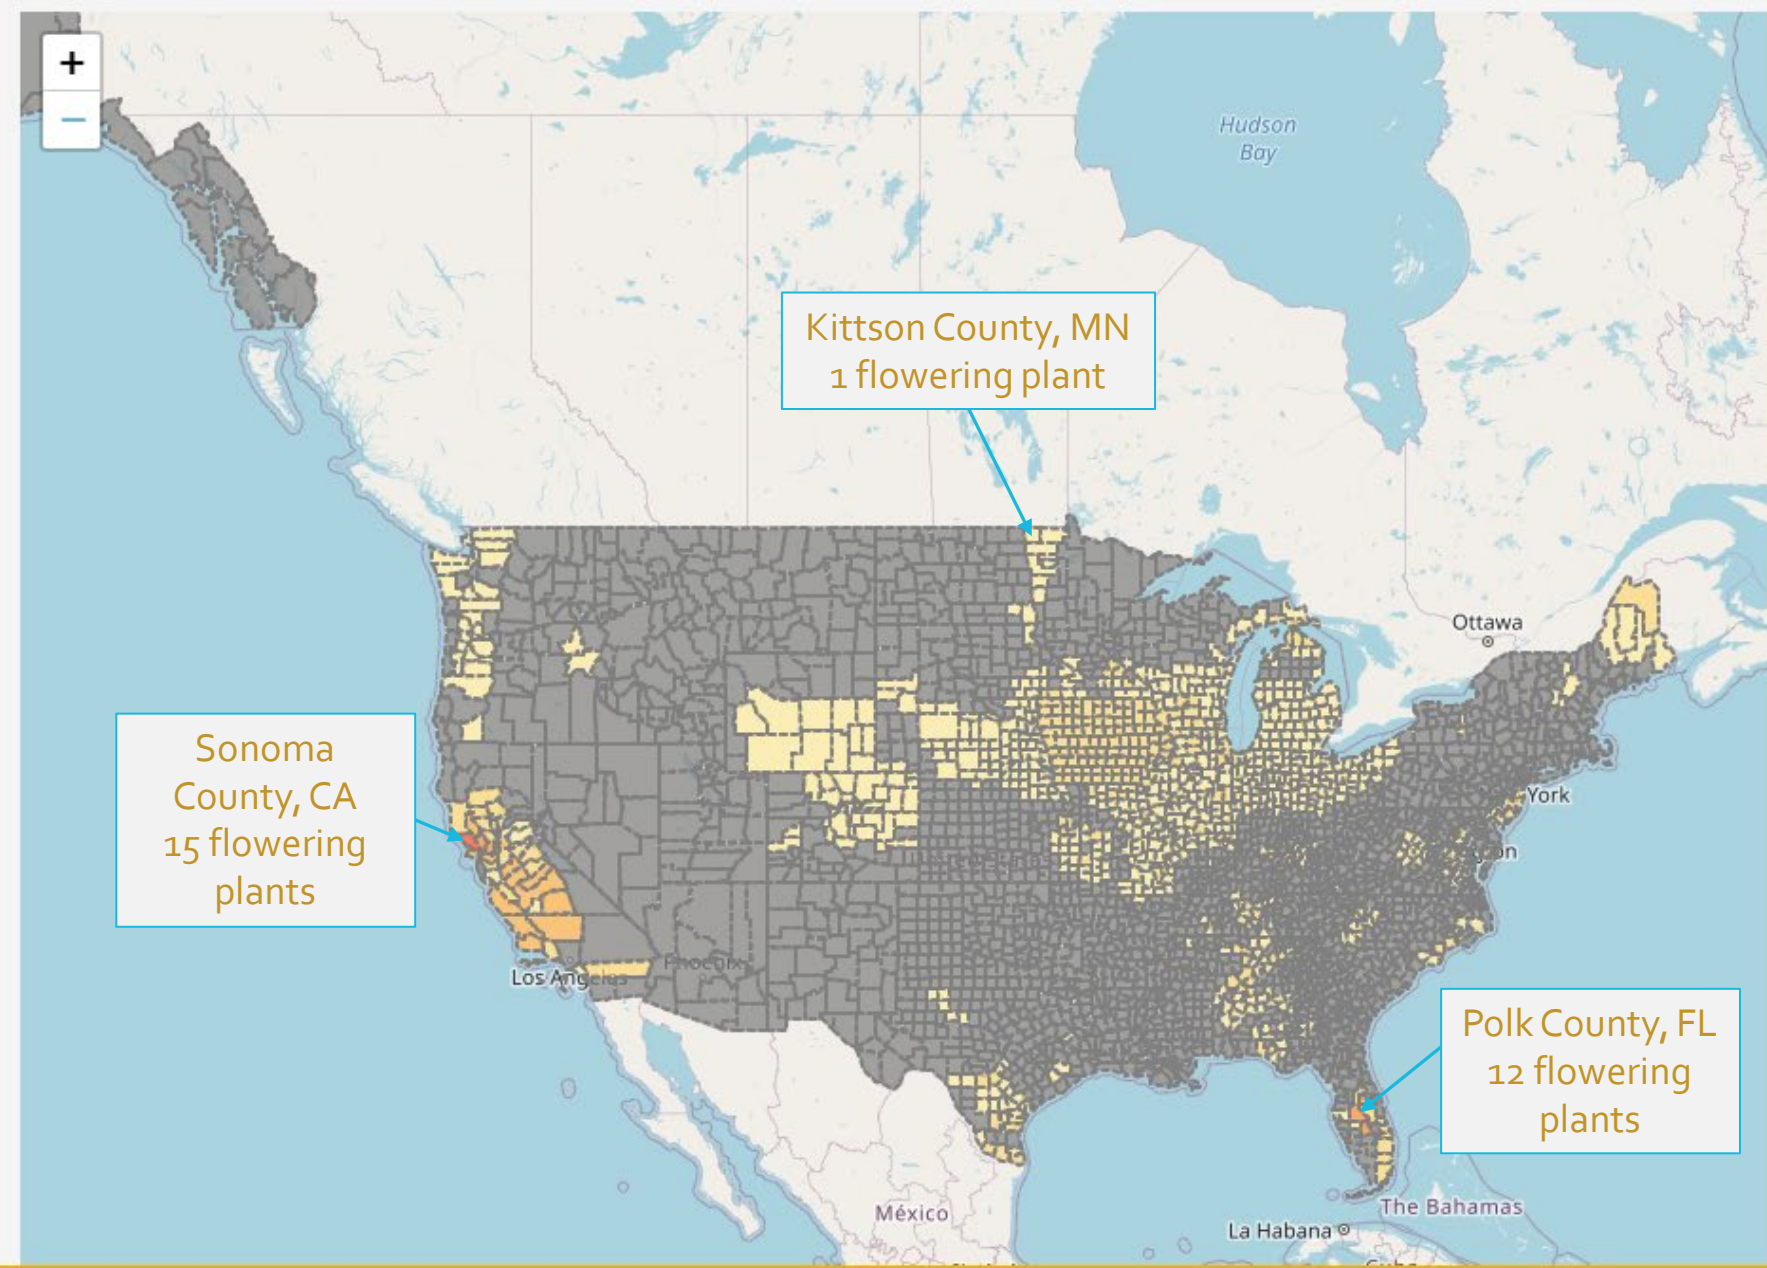 +
−
Hudson
Bay
Kittson County, MN
1 flowering plant
Ottawa
Sonoma
County, CA
15 flowering
plants
York
Los Angeles
Phoenix
Polk County, FL
12 flowering
plants
México
The Bahamas
La Habana